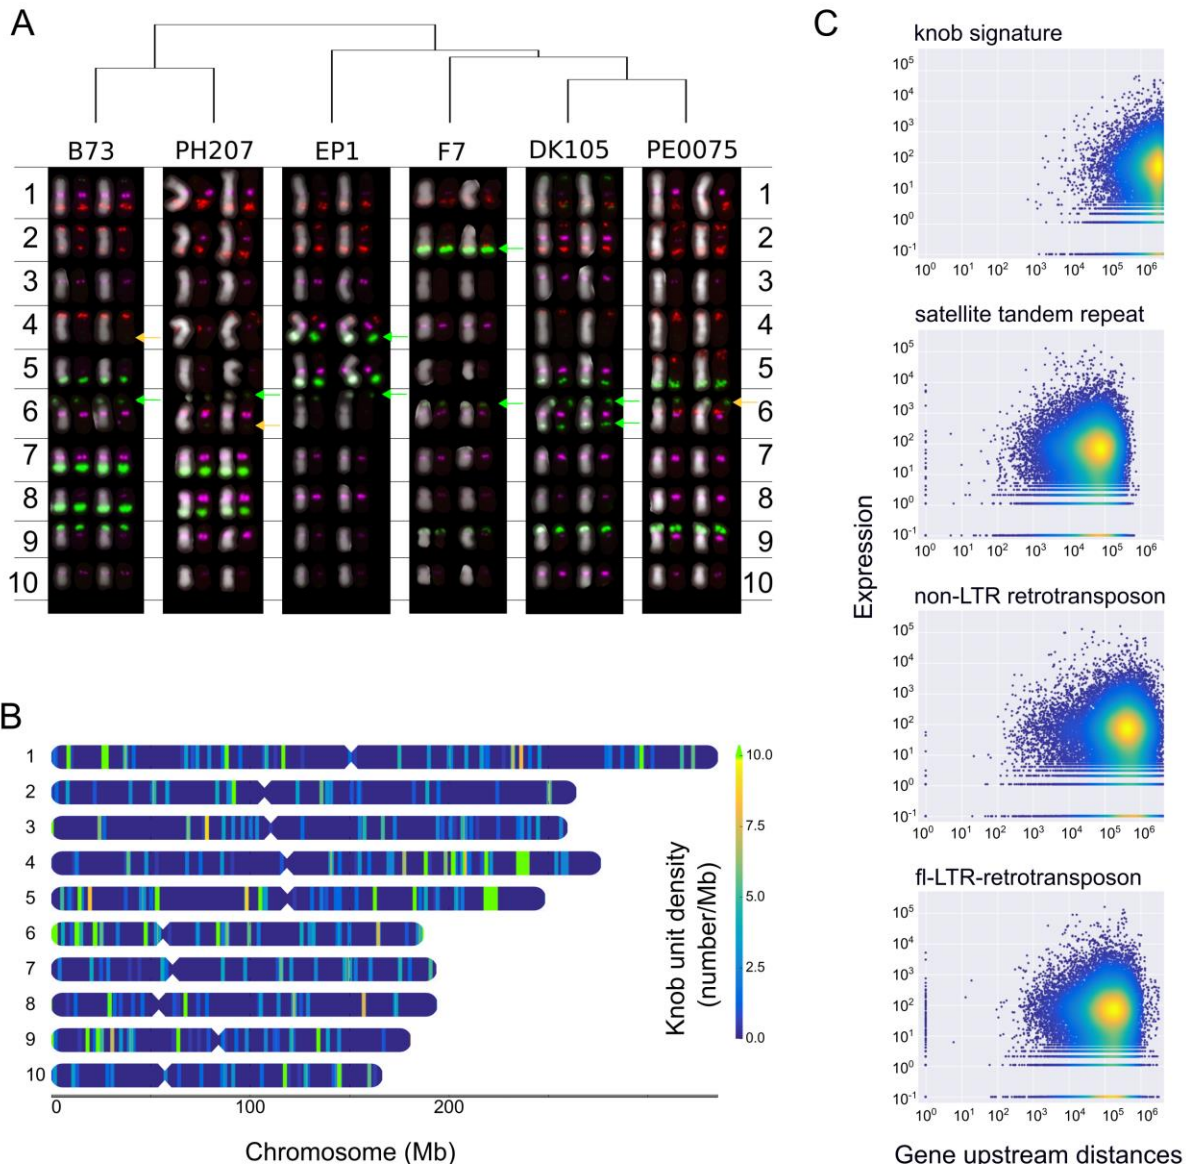 A
B73 PH207 EP1 F7 DK105 PE0075
1 1
2 2
3 3
4 4
5 5
6 6
7 7
8 8
9 9
10 10
B
1
2
3
4
5
6
7
8
9
10
0 100 200
Chromosome (Mb)
10.0
7.5
5.0
2.5
0.0
Knob unit density
(number/Mb)
C
knob signature
10⁵
10⁴
10³
10²
10¹
10⁰
10⁻¹
10⁰ 10¹ 10² 10³ 10⁴ 10⁵ 10⁶
satellite tandem repeat
10⁵
10⁴
10³
10²
10¹
10⁰
10⁻¹
10⁰ 10¹ 10² 10³ 10⁴ 10⁵ 10⁶
Expression
non-LTR retrotransposon
10⁵
10⁴
10³
10²
10¹
10⁰
10⁻¹
10⁰ 10¹ 10² 10³ 10⁴ 10⁵ 10⁶
fl-LTR-retrotransposon
10⁵
10⁴
10³
10²
10¹
10⁰
10⁻¹
10⁰ 10¹ 10² 10³ 10⁴ 10⁵ 10⁶
Gene upstream distances